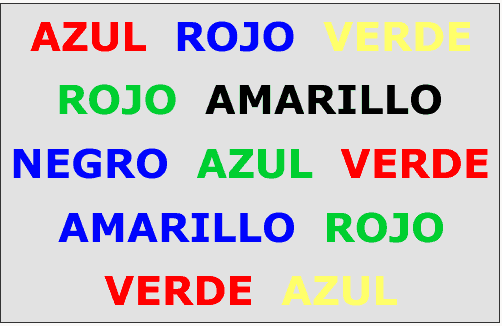 AZUL ROJO VERDE
ROJO AMARILLO
NEGRO AZUL VERDE
AMARILLO ROJO
VERDE AZUL